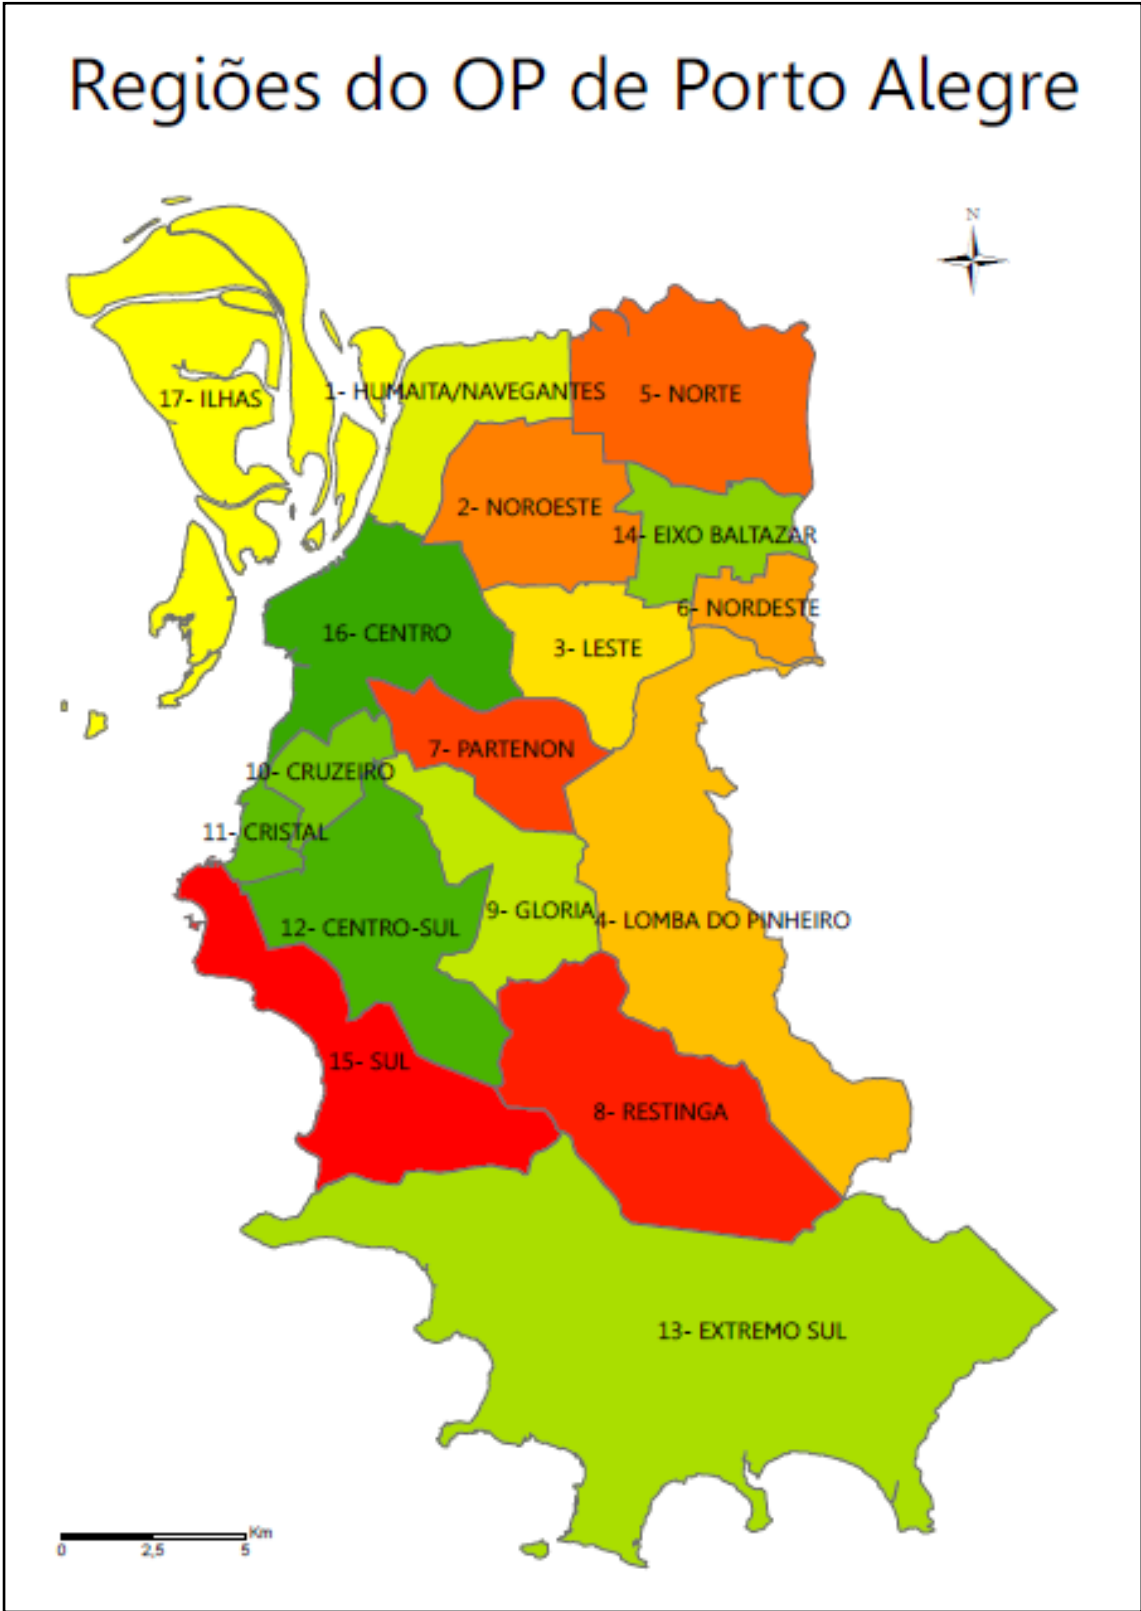 Regiões do OP de Porto Alegre
N
17- ILHAS
1- HUMAITA/NAVEGANTES
5- NORTE
2- NOROESTE
14- EIXO BALTAZAR
6- NORDESTE
16- CENTRO
3- LESTE
7- PARTENON
10- CRUZEIRO
11- CRISTAL
9- GLORIA
4- LOMBA DO PINHEIRO
12- CENTRO-SUL
15- SUL
8- RESTINGA
13- EXTREMO SUL
Km
0 2,5 5